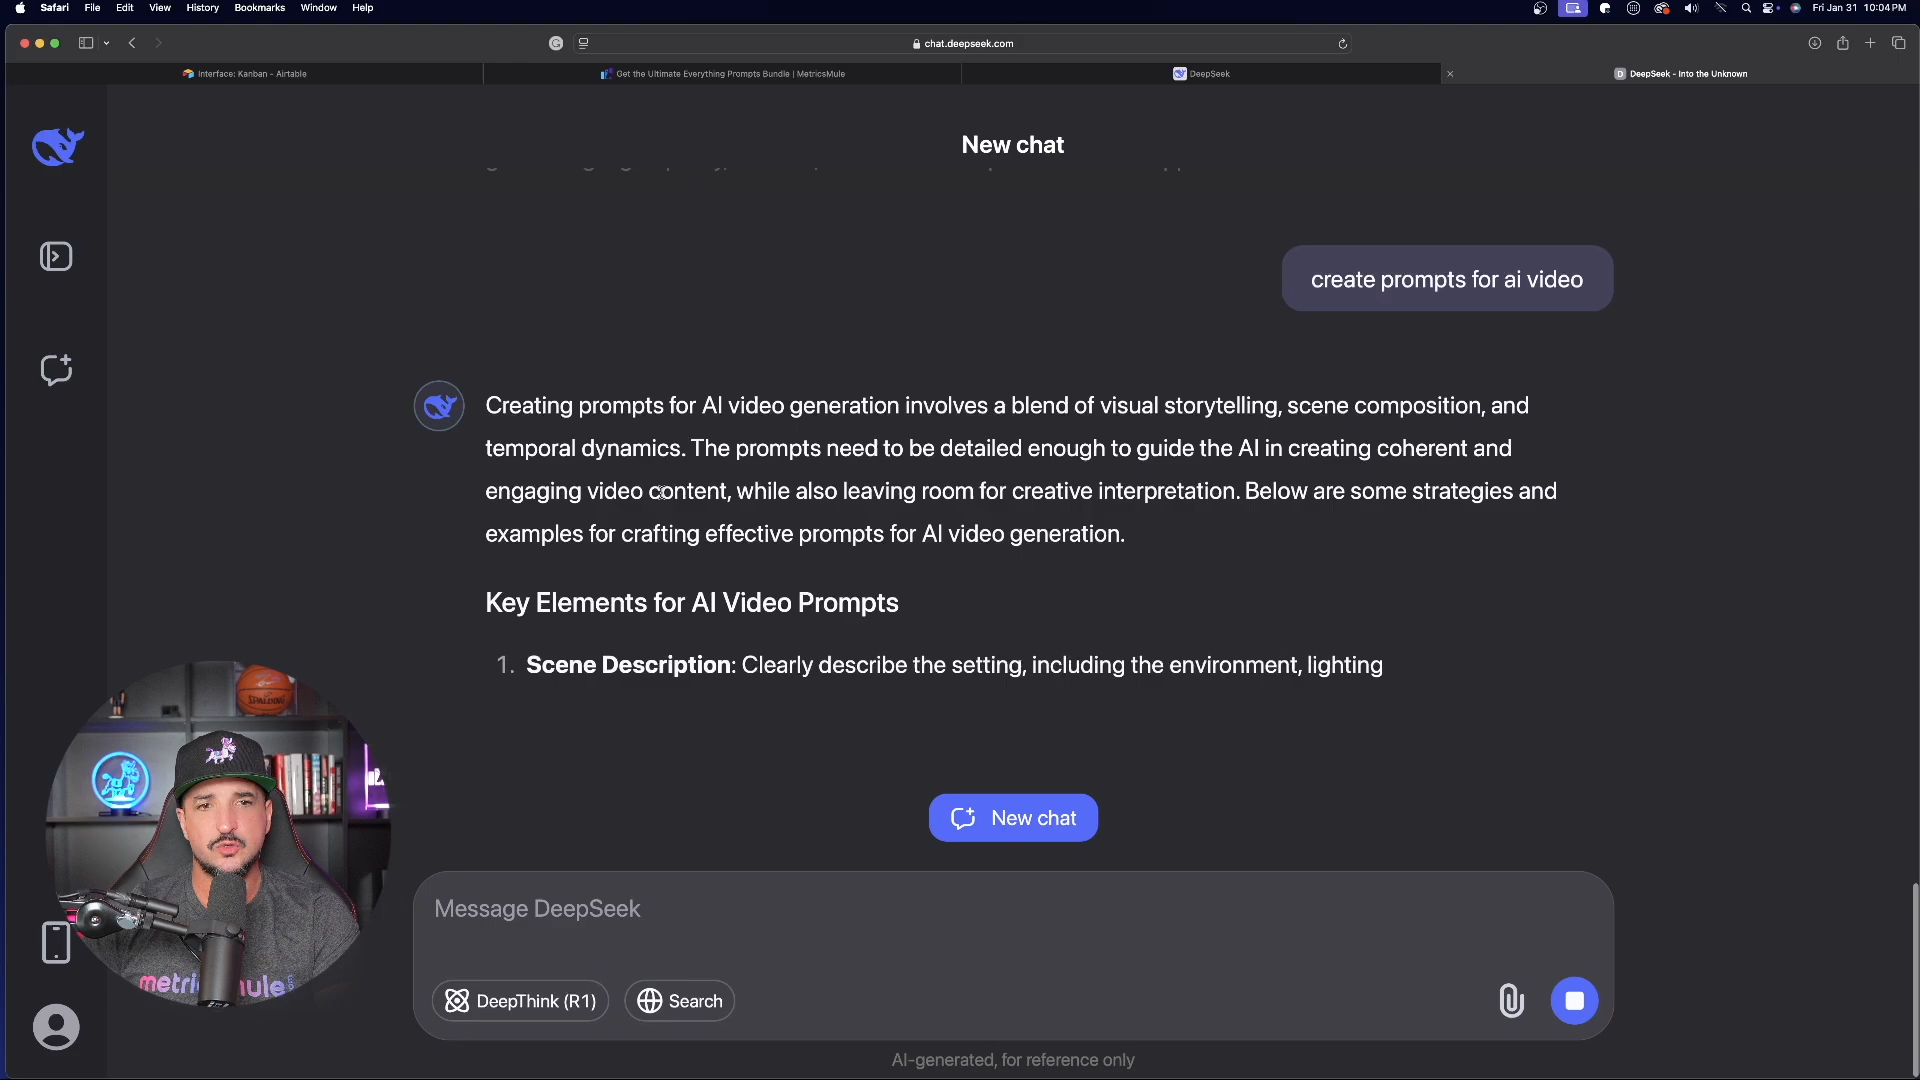 Safari File Edit View History Bookmarks Window Help Fri Jan 31 10:04 PM
chat.deepseek.com
Interface: Kanban - Airtable Get the Ultimate Everything Prompts Bundle | MetricsMule DeepSeek DeepSeek - Into the Unknown
New chat
create prompts for ai video
Creating prompts for AI video generation involves a blend of visual storytelling, scene composition, and
temporal dynamics. The prompts need to be detailed enough to guide the AI in creating coherent and
engaging video content, while also leaving room for creative interpretation. Below are some strategies and
examples for crafting effective prompts for AI video generation.
Key Elements for AI Video Prompts
1. Scene Description: Clearly describe the setting, including the environment, lighting
SPALDING
New chat
Message DeepSeek
DeepThink (R1) Search
AI-generated, for reference only